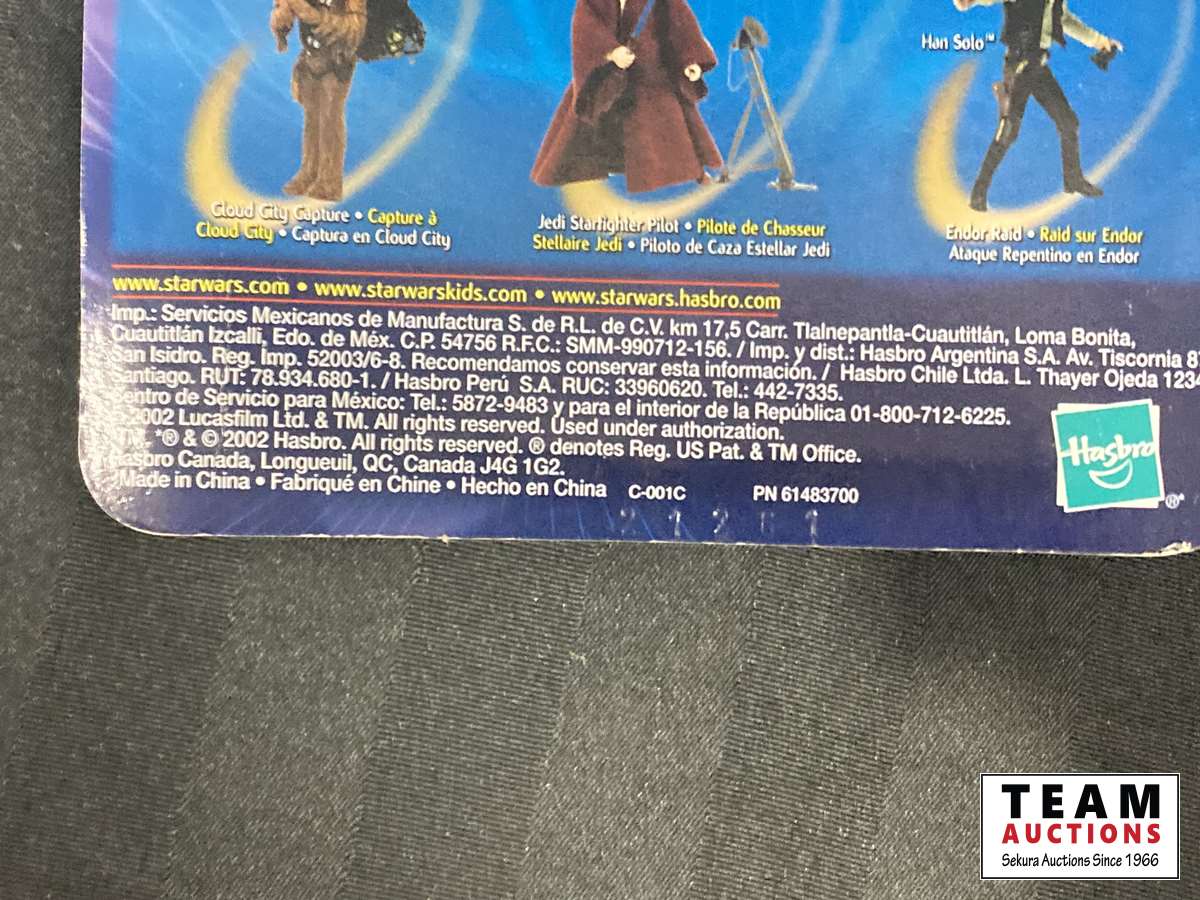 Han Solo™
Cloud City Capture • Capture à
Cloud City • Captura en Cloud City
Jedi Starfighter Pilot • Pilote de Chasseur
Stellaire Jedi • Piloto de Caza Estellar Jedi
Endor Raid • Raid sur Endor
Ataque Repentino en Endor
www.starwars.com • www.starwarskids.com • www.starwars.hasbro.com
Imp.: Servicios Mexicanos de Manufactura S. de R.L. de C.V. km 17,5 Carr. Tlalnepantla-Cuautitlán, Loma Bonita,
Cuautitlán Izcalli, Edo. de Méx. C.P. 54756 R.F.C.: SMM-990712-156. / Imp. y dist.: Hasbro Argentina S.A. Av. Tiscornia
San Isidro. Reg. Imp. 52003/6-8. Recomendamos conservar esta información. / Hasbro Chile Ltda. L. Thayer Ojeda 1234
Santiago. RUT: 78.934.680-1. / Hasbro Perú S.A. RUC: 33960620. Tel.: 442-7335.
Centro de Servicio para México: Tel.: 5872-9483 y para el interior de la República 01-800-712-6225.
©2002 Lucasfilm Ltd. & TM. All rights reserved. Used under authorization.
TM, *® & © 2002 Hasbro. All rights reserved. ® denotes Reg. US Pat. & TM Office.
Hasbro Canada, Longueuil, QC, Canada J4G 1G2.
Made in China • Fabriqué en Chine • Hecho en China C-001C PN 61483700
Hasbro
®*
TEAM
AUCTIONS
Sekura Auctions Since 1966